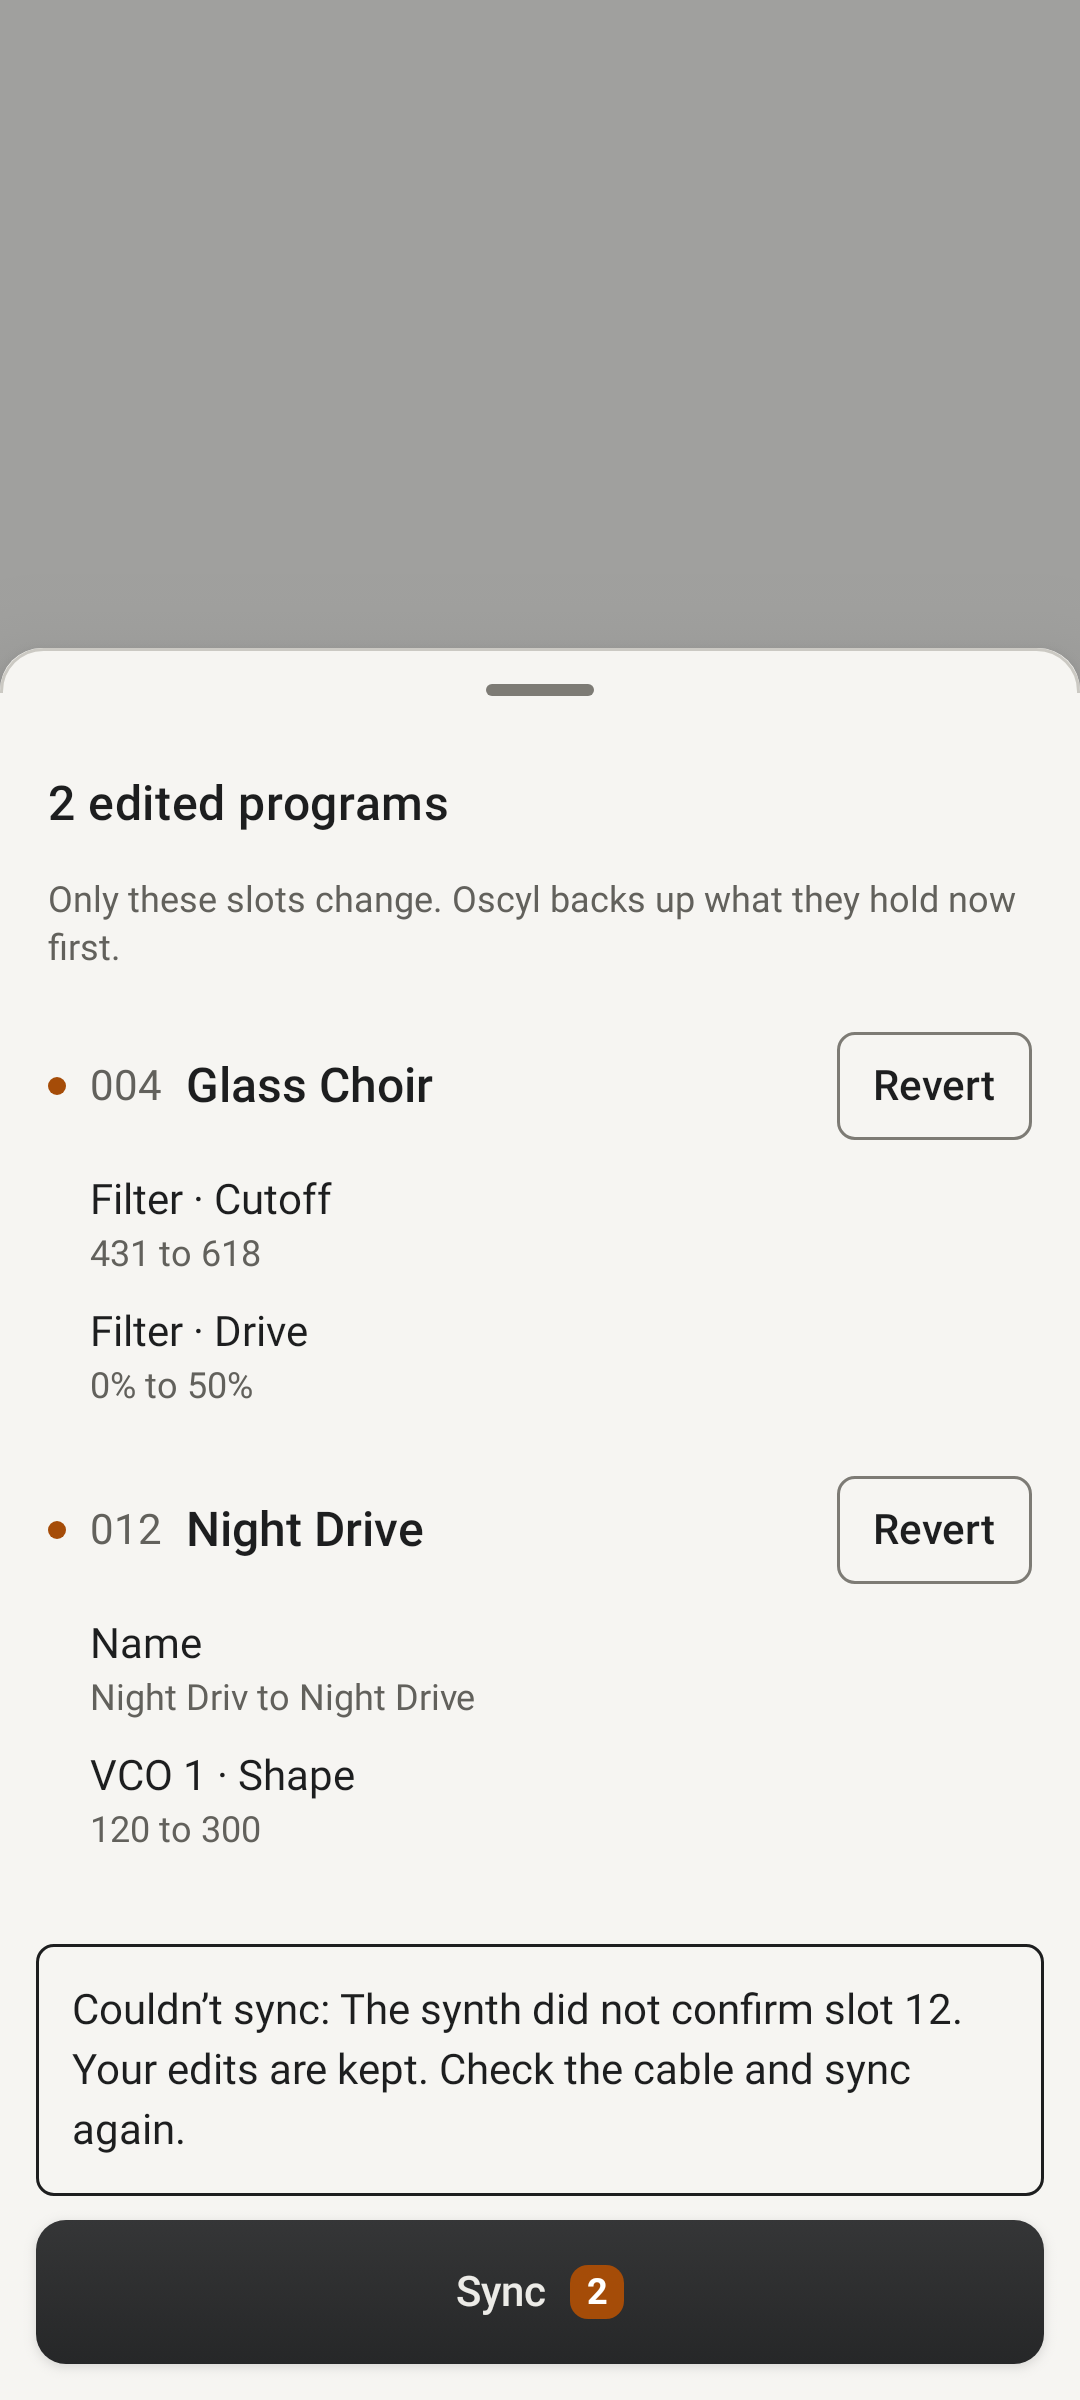 2 edited programs
Only these slots change. Oscyl backs up what they hold now
first.
004 Glass Choir Revert
Filter · Cutoff
431 to 618
Filter · Drive
0% to 50%
012 Night Drive Revert
Name
Night Driv to Night Drive
VCO 1 · Shape
120 to 300
Couldn’t sync: The synth did not confirm slot 12.
Your edits are kept. Check the cable and sync
again.
Sync 2